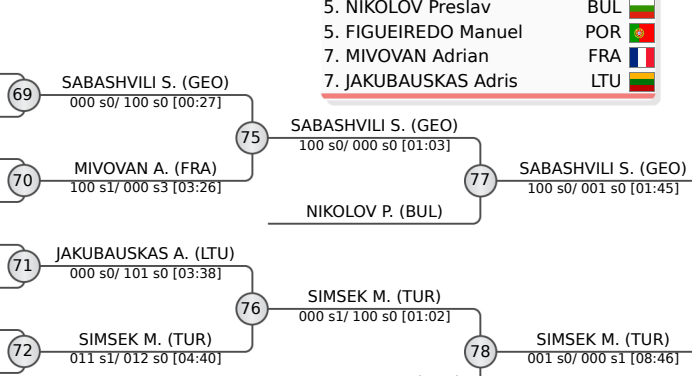 5. NIKOLOV Preslav BUL
5. FIGUEIREDO Manuel POR
7. MIVOVAN Adrian FRA
7. JAKUBAUSKAS Adris LTU
69
SABASHVILI S. (GEO)
000 s0/ 100 s0 [00:27]
75
SABASHVILI S. (GEO)
100 s0/ 000 s0 [01:03]
70
MIVOVAN A. (FRA)
100 s1/ 000 s3 [03:26]
77
SABASHVILI S. (GEO)
100 s0/ 001 s0 [01:45]
NIKOLOV P. (BUL)
71
JAKUBAUSKAS A. (LTU)
000 s0/ 101 s0 [03:38]
76
SIMSEK M. (TUR)
000 s1/ 100 s0 [01:02]
72
SIMSEK M. (TUR)
011 s1/ 012 s0 [04:40]
78
SIMSEK M. (TUR)
001 s0/ 000 s1 [08:46]